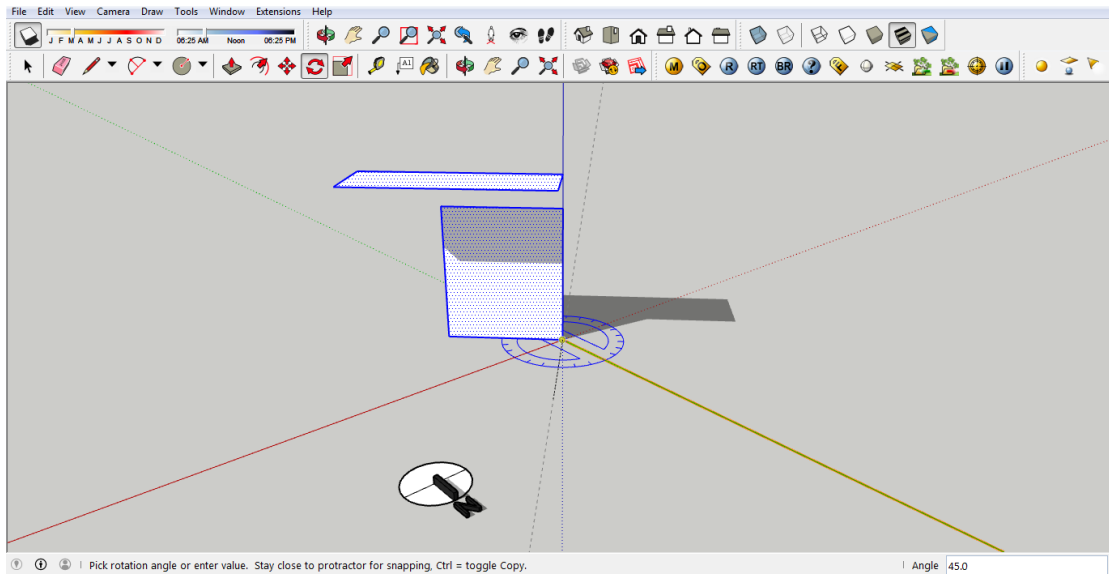 File Edit View Camera Draw Tools Window Extensions Help
J F M A M J J A S O N D 06:25 AM Noon 06:25 PM
A1 M R RT BR ?
N
Pick rotation angle or enter value. Stay close to protractor for snapping, Ctrl = toggle Copy. Angle 45.0